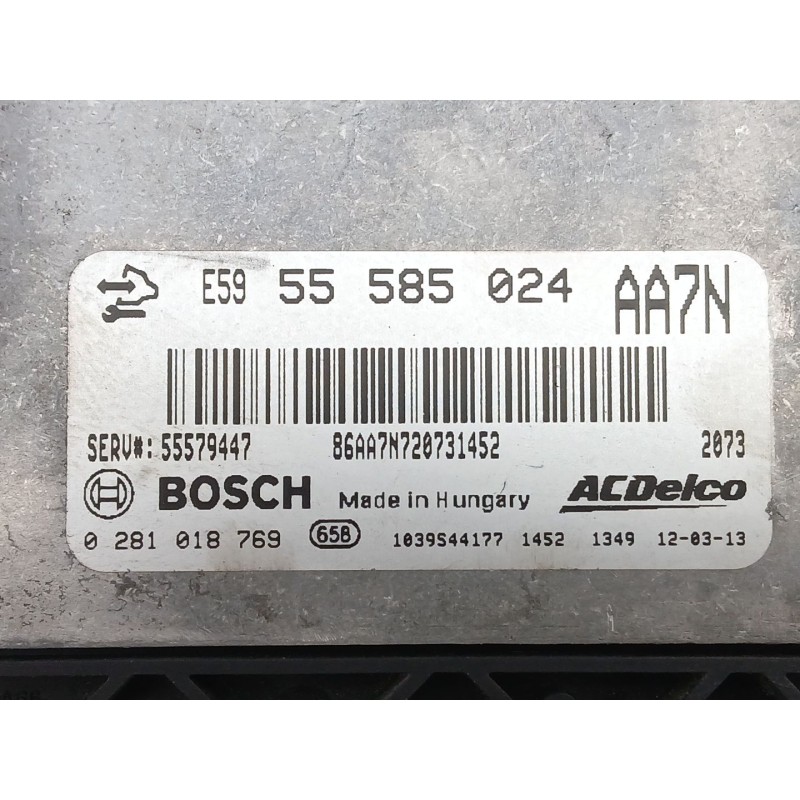 E59 55 585 024 AA7N
SERV#: 55579447 86AA7N720731452 2073
BOSCH Made in Hungary ACDelco
0 281 018 769 658 1039S44177 1452 1349 12-03-13